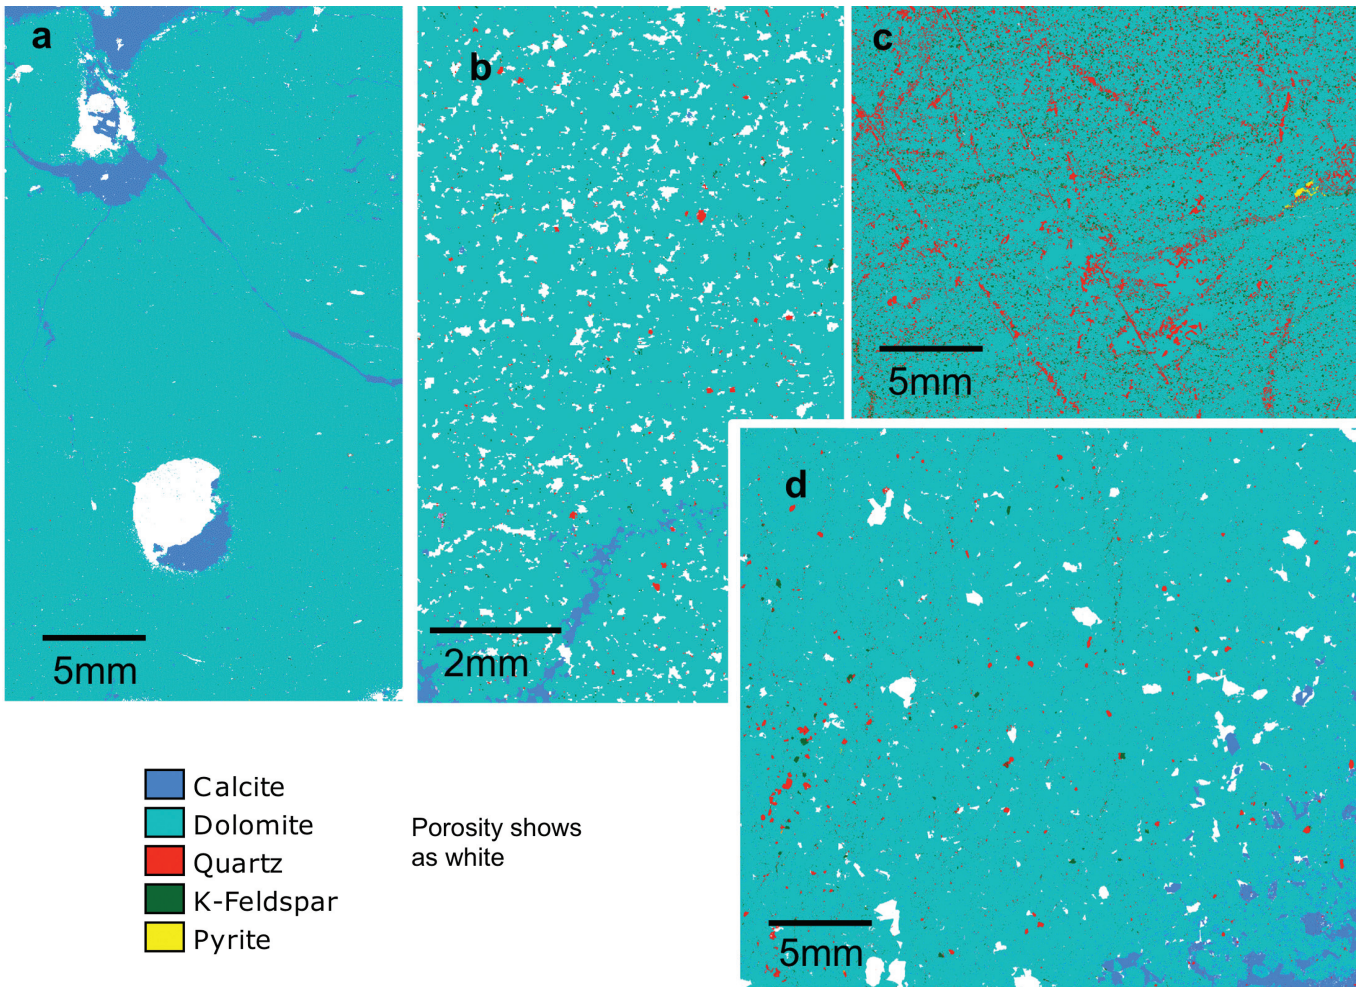 a
b
c
d
5mm
2mm
5mm
5mm
Calcite
Dolomite
Quartz
K-Feldspar
Pyrite
Porosity shows
as white